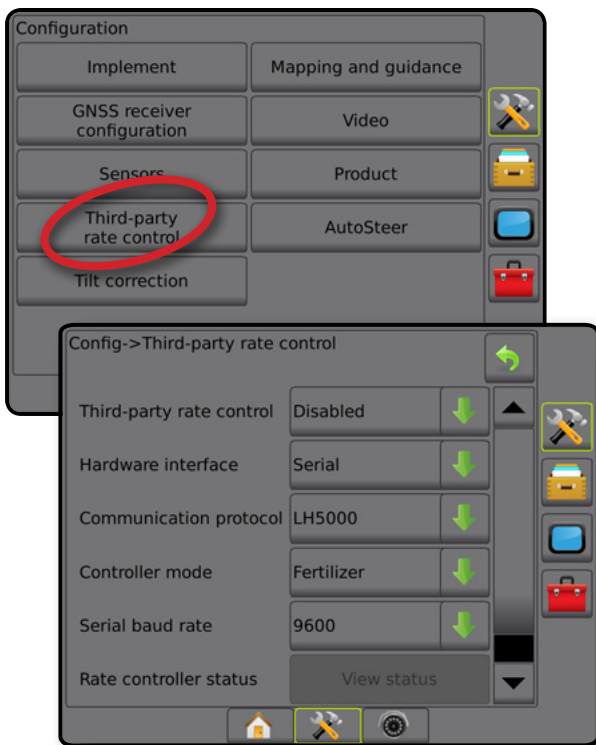 Configuration
Implement
Mapping and guidance
GNSS receiver
configuration
Video
Sensors
Product
Third-party
rate control
AutoSteer
Tilt correction
Config->Third-party rate control
Third-party rate control
Disabled
Hardware interface
Serial
Communication protocol
LH5000
Controller mode
Fertilizer
Serial baud rate
9600
Rate controller status
View status